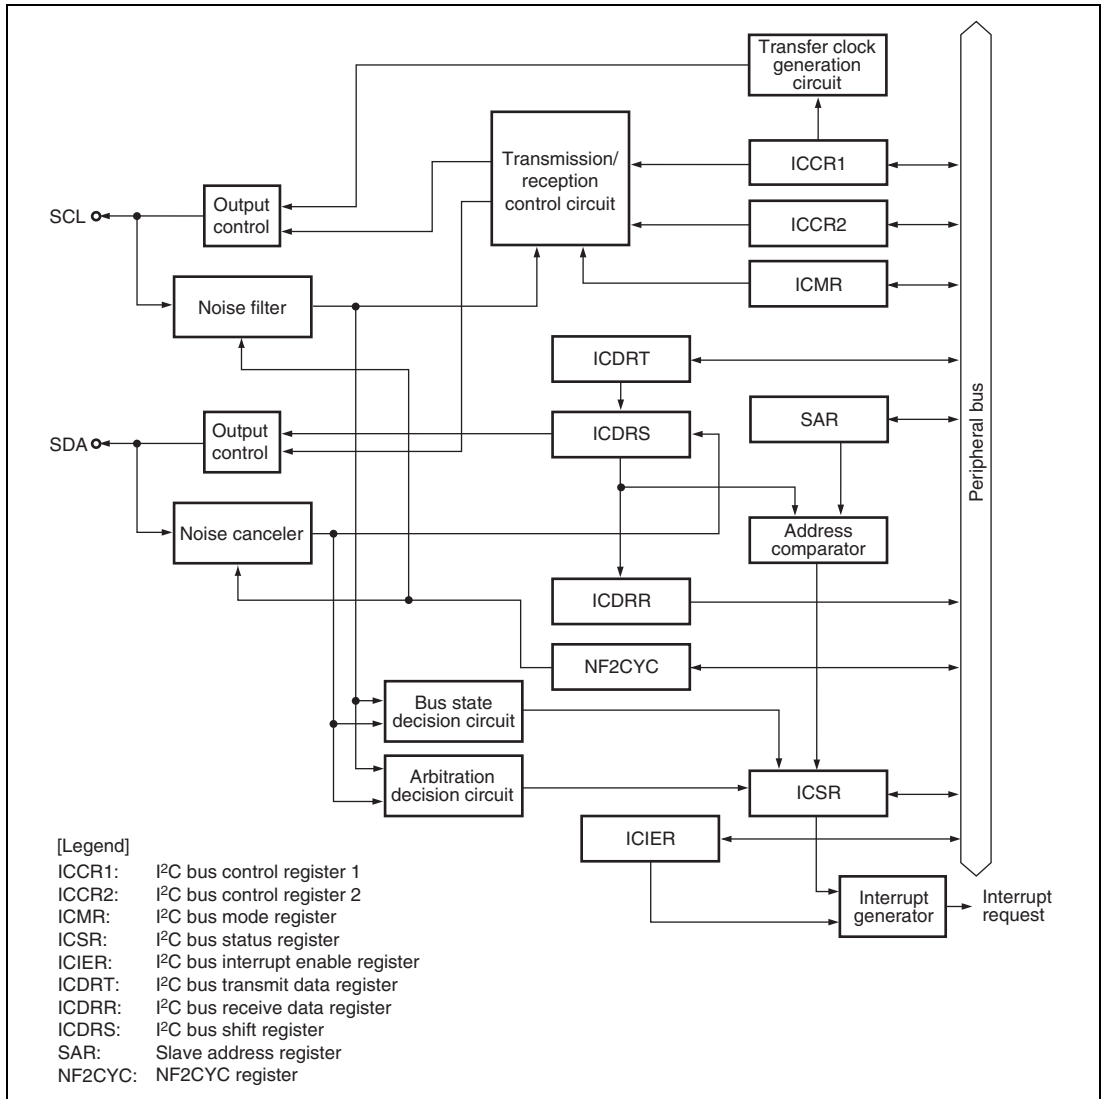 Transfer clock
generation
circuit
Transmission/
reception
control circuit
ICCR1
SCL
Output
control
ICCR2
ICMR
Noise filter
ICDRT
Peripheral bus
SDA
Output
control
ICDRS
SAR
Noise canceler
Address
comparator
ICDRR
NF2CYC
Bus state
decision circuit
Arbitration
decision circuit
ICSR
ICIER
Interrupt
generator
Interrupt
request
[Legend]
ICCR1: I²C bus control register 1
ICCR2: I²C bus control register 2
ICMR: I²C bus mode register
ICSR: I²C bus status register
ICIER: I²C bus interrupt enable register
ICDRT: I²C bus transmit data register
ICDRR: I²C bus receive data register
ICDRS: I²C bus shift register
SAR: Slave address register
NF2CYC: NF2CYC register